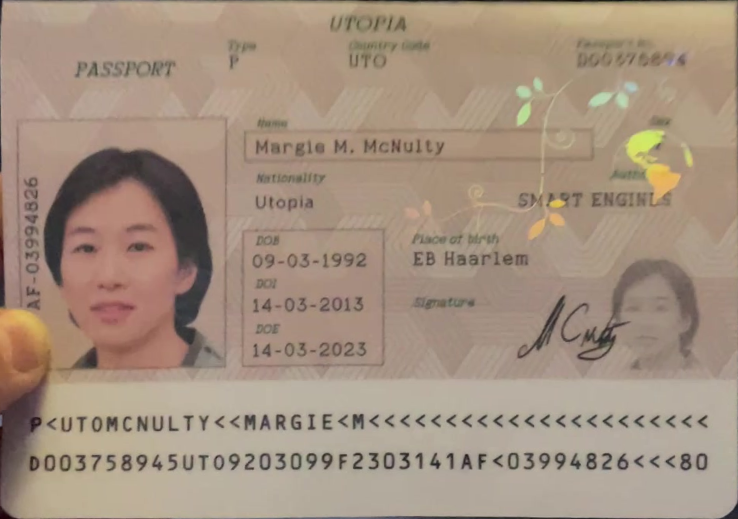 UTOPIA
PASSPORT
Type
P
Country Code
UTO
Passport No.
D00375894
AF-03994826
Name
Margie M. McNulty
Sex
Nationality
Utopia
SMART ENGINES
DOB
09-03-1992
Place of birth
EB Haarlem
DOI
14-03-2013
Signature
DOE
14-03-2023
P<UTOMCNULTY<<MARGIE<M<<<<<<<<<<<<<<<<<<<<<<
D003758945UTO9203099F2303141AF<03994826<<<80